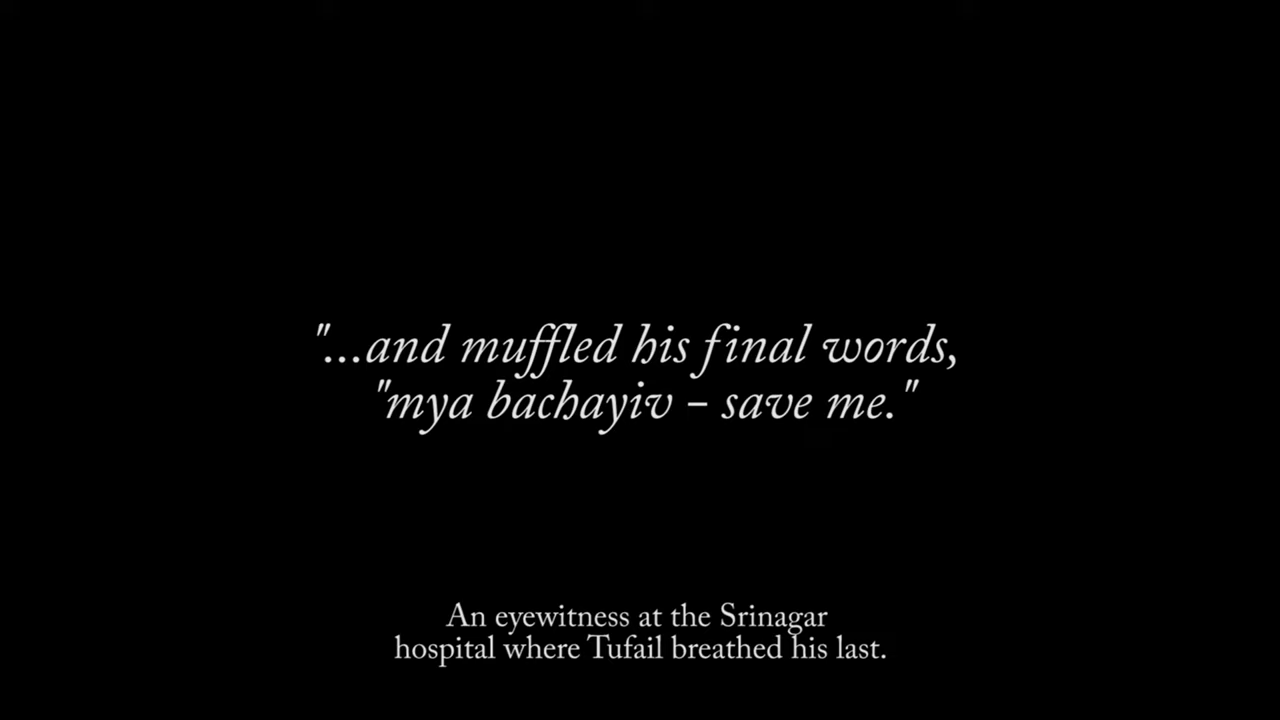 "...and muffled his final words,
"mya bachayiv – save me."
An eyewitness at the Srinagar
hospital where Tufail breathed his last.